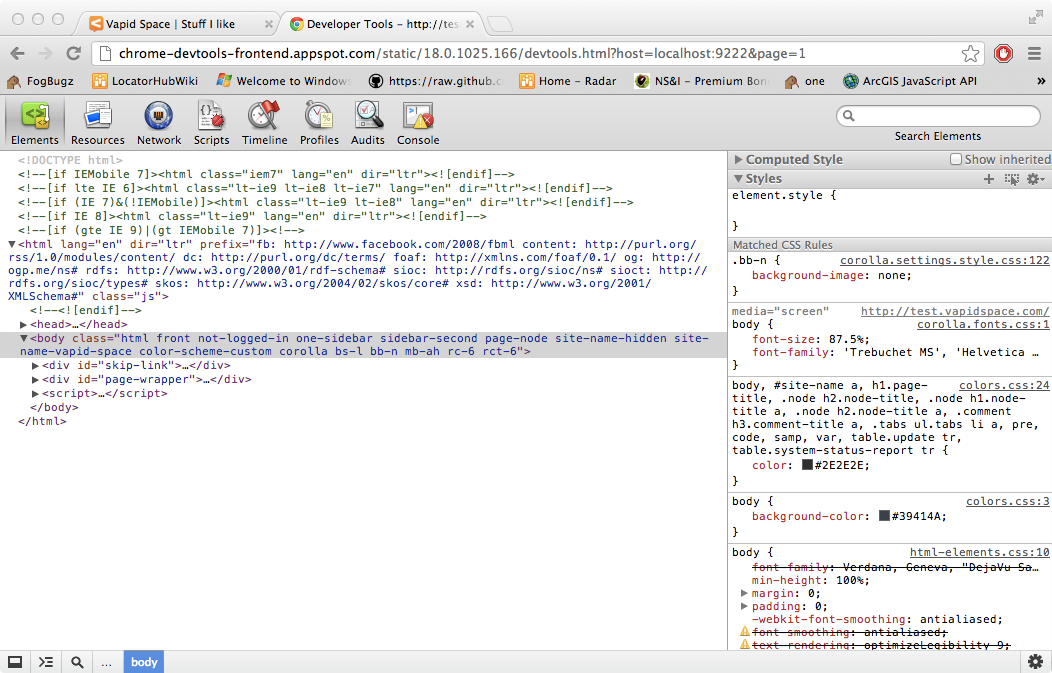 Vapid Space | Stuff I like
Developer Tools – http://tes
chrome-devtools-frontend.appspot.com/static/18.0.1025.166/devtools.html?host=localhost:9222&page=1
FogBugz LocatorHubWiki Welcome to Windows https://raw.github.c Home – Radar NS&I – Premium Bon one ArcGIS JavaScript API »
Elements Resources Network Scripts Timeline Profiles Audits Console
Search Elements
<!DOCTYPE html>
<!--[if IEMobile 7]><html class="iem7" lang="en" dir="ltr"><![endif]-->
<!--[if lte IE 6]><html class="lt-ie9 lt-ie8 lt-ie7" lang="en" dir="ltr"><![endif]-->
<!--[if (IE 7)&(!IEMobile)]><html class="lt-ie9 lt-ie8" lang="en" dir="ltr"><![endif]-->
<!--[if IE 8]><html class="lt-ie9" lang="en" dir="ltr"><![endif]-->
<!--[if (gte IE 9)|(gt IEMobile 7)]><!-->
<html lang="en" dir="ltr" prefix="fb: http://www.facebook.com/2008/fbml content: http://purl.org/
rss/1.0/modules/content/ dc: http://purl.org/dc/terms/ foaf: http://xmlns.com/foaf/0.1/ og: http://
ogp.me/ns# rdfs: http://www.w3.org/2000/01/rdf-schema# sioc: http://rdfs.org/sioc/ns# sioct: http://
rdfs.org/sioc/types# skos: http://www.w3.org/2004/02/skos/core# xsd: http://www.w3.org/2001/
XMLSchema#" class="js">
<!--<![endif]-->
<head>…</head>
<body class="html front not-logged-in one-sidebar sidebar-second page-node site-name-hidden site-
name-vapid-space color-scheme-custom corolla bs-l bb-n mb-ah rc-6 rct-6">
<div id="skip-link">…</div>
<div id="page-wrapper">…</div>
<script>…</script>
</body>
</html>
Computed Style Show inherited
Styles
element.style {
}
Matched CSS Rules
.bb-n { corolla.settings.style.css:122
background-image: none;
}
media="screen" http://test.vapidspace.com/
body { corolla.fonts.css:1
font-size: 87.5%;
font-family: 'Trebuchet MS', 'Helvetica …
}
body, #site-name a, h1.page- colors.css:24
title, .node h2.node-title, .node h1.node-
title a, .node h2.node-title a, .comment
h3.comment-title a, .tabs ul.tabs li a, pre,
code, samp, var, table.update tr,
table.system-status-report tr {
color: #2E2E2E;
}
body { colors.css:3
background-color: #39414A;
}
body { html-elements.css:10
font-family: Verdana, Geneva, "DejaVu Sa…
min-height: 100%;
margin: 0;
padding: 0;
-webkit-font-smoothing: antialiased;
font-smoothing: antialiased;
text-rendering: optimizeLegibility 9;
… body